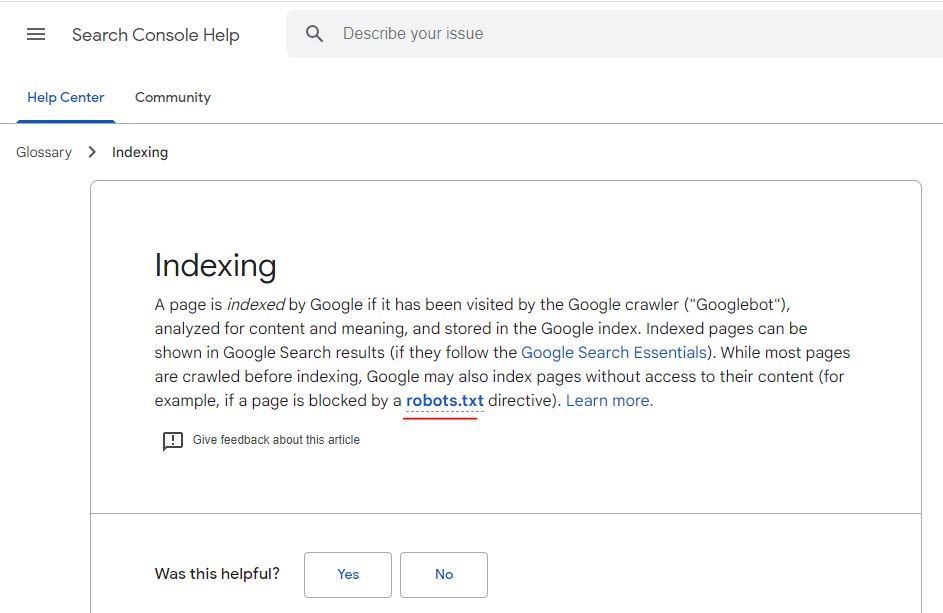 Search Console Help
Describe your issue
Help Center
Community
Glossary
Indexing
Indexing
A page is indexed by Google if it has been visited by the Google crawler ("Googlebot"),
analyzed for content and meaning, and stored in the Google index. Indexed pages can be
shown in Google Search results (if they follow the Google Search Essentials). While most pages
are crawled before indexing, Google may also index pages without access to their content (for
example, if a page is blocked by a robots.txt directive). Learn more.
Give feedback about this article
Was this helpful?
Yes
No